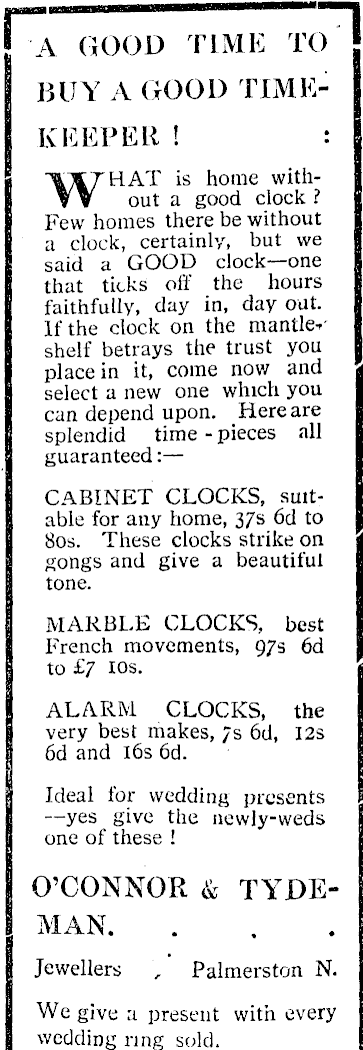 A GOOD TIME TO
BUY A GOOD TIME-
KEEPER ! :
WHAT is home with-
out a good clock ?
Few homes there be without
a clock, certainly, but we
said a GOOD clock—one
that ticks off the hours
faithfully, day in, day out.
If the clock on the mantle-
shelf betrays the trust you
place in it, come now and
select a new one which you
can depend upon. Here are
splendid time-pieces all
guaranteed :—
CABINET CLOCKS, suit-
able for any home, 37s 6d to
80s. These clocks strike on
gongs and give a beautiful
tone.
MARBLE CLOCKS, best
French movements, 97s 6d
to £7 10s.
ALARM CLOCKS, the
very best makes, 7s 6d, 12s
6d and 16s 6d.
Ideal for wedding presents
—yes give the newly-weds
one of these !
O'CONNOR & TYDE-
MAN. . . .
Jewellers , Palmerston N.
We give a present with every
wedding ring sold.